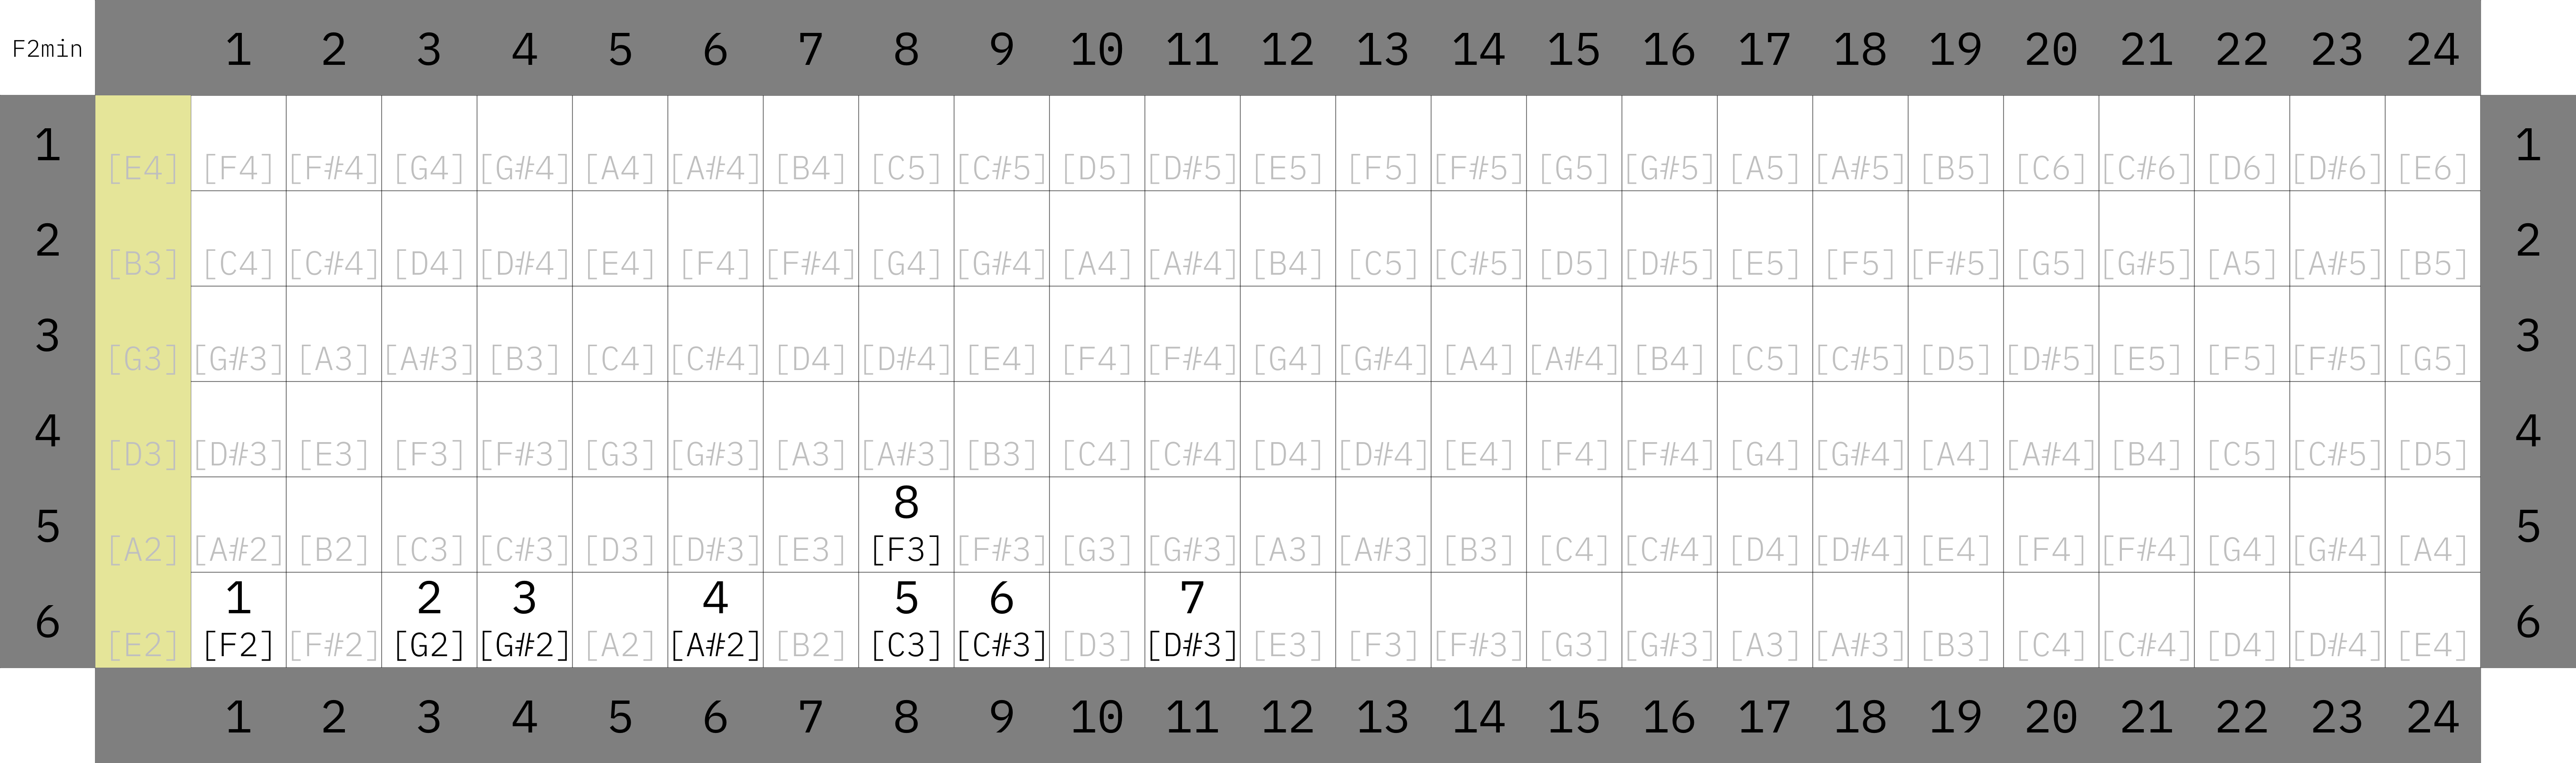 F2min 1 2 3 4 5 6 7 8 9 10 11 12 13 14 15 16 17 18 19 20 21 22 23 24
1 [E4] [F4] [F#4] [G4] [G#4] [A4] [A#4] [B4] [C5] [C#5] [D5] [D#5] [E5] [F5] [F#5] [G5] [G#5] [A5] [A#5] [B5] [C6] [C#6] [D6] [D#6] [E6] 1
2 [B3] [C4] [C#4] [D4] [D#4] [E4] [F4] [F#4] [G4] [G#4] [A4] [A#4] [B4] [C5] [C#5] [D5] [D#5] [E5] [F5] [F#5] [G5] [G#5] [A5] [A#5] [B5] 2
3 [G3] [G#3] [A3] [A#3] [B3] [C4] [C#4] [D4] [D#4] [E4] [F4] [F#4] [G4] [G#4] [A4] [A#4] [B4] [C5] [C#5] [D5] [D#5] [E5] [F5] [F#5] [G5] 3
4 [D3] [D#3] [E3] [F3] [F#3] [G3] [G#3] [A3] [A#3] [B3] [C4] [C#4] [D4] [D#4] [E4] [F4] [F#4] [G4] [G#4] [A4] [A#4] [B4] [C5] [C#5] [D5] 4
8
5 [A2] [A#2] [B2] [C3] [C#3] [D3] [D#3] [E3] [F3] [F#3] [G3] [G#3] [A3] [A#3] [B3] [C4] [C#4] [D4] [D#4] [E4] [F4] [F#4] [G4] [G#4] [A4] 5
1 2 3 4 5 6 7
6 [E2] [F2] [F#2] [G2] [G#2] [A2] [A#2] [B2] [C3] [C#3] [D3] [D#3] [E3] [F3] [F#3] [G3] [G#3] [A3] [A#3] [B3] [C4] [C#4] [D4] [D#4] [E4] 6
1 2 3 4 5 6 7 8 9 10 11 12 13 14 15 16 17 18 19 20 21 22 23 24